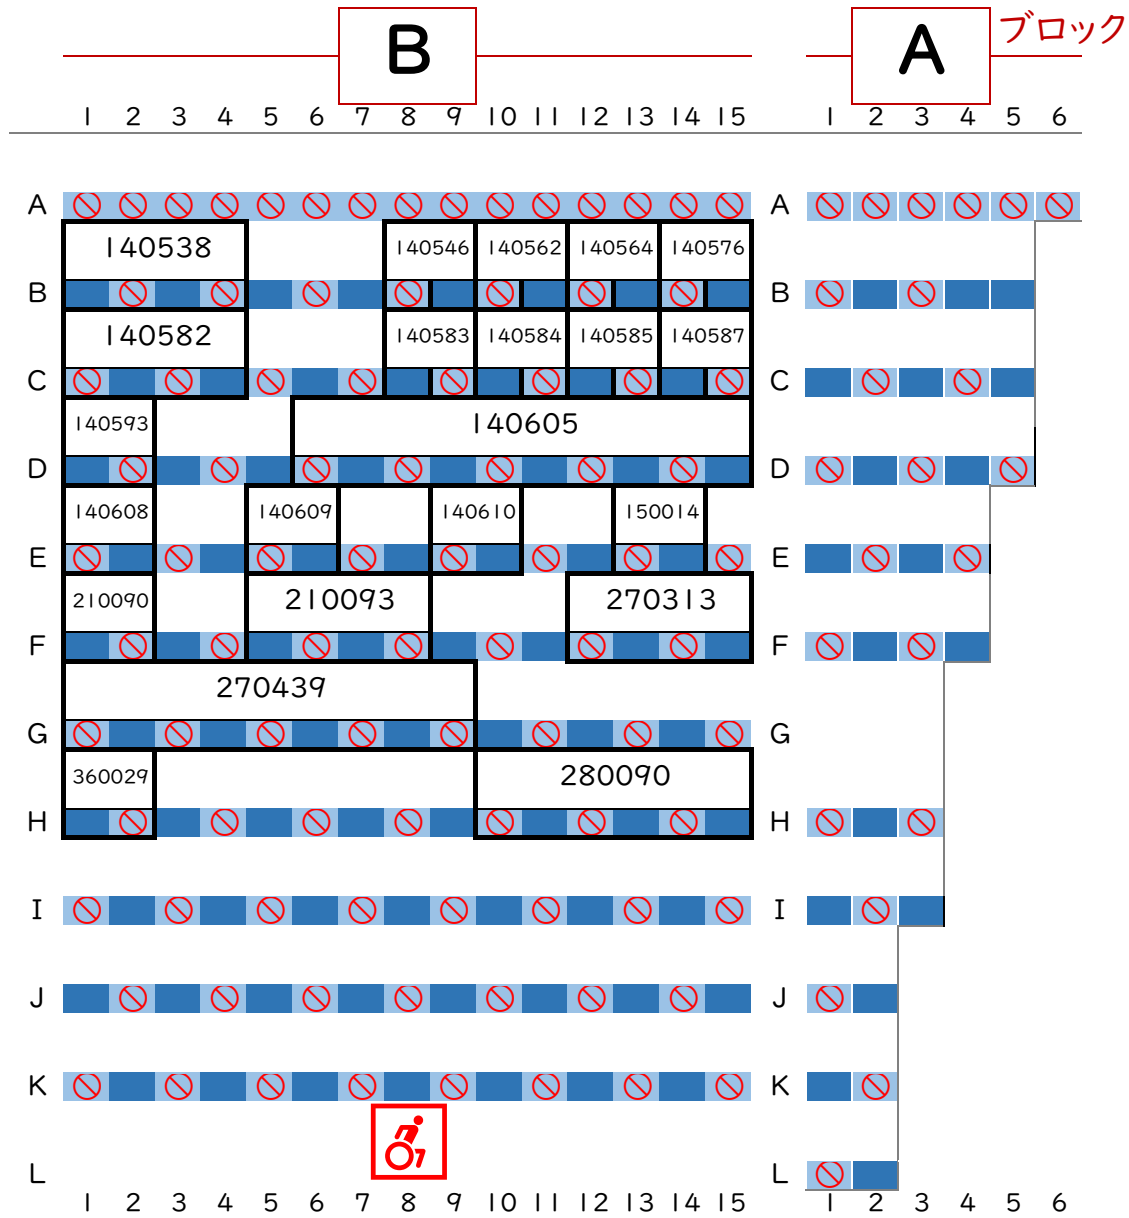 B A ブロック
1 2 3 4 5 6 7 8 9 10 11 12 13 14 15 1 2 3 4 5 6
A A
140538 140546 140562 140564 140576
B B
140582 140583 140584 140585 140587
C C
140593 140605
D D
140608 140609 140610 150014
E E
210090 210093 270313
F F
270439
G G
360029 280090
H H
I I
J J
K K
L L
1 2 3 4 5 6 7 8 9 10 11 12 13 14 15 1 2 3 4 5 6